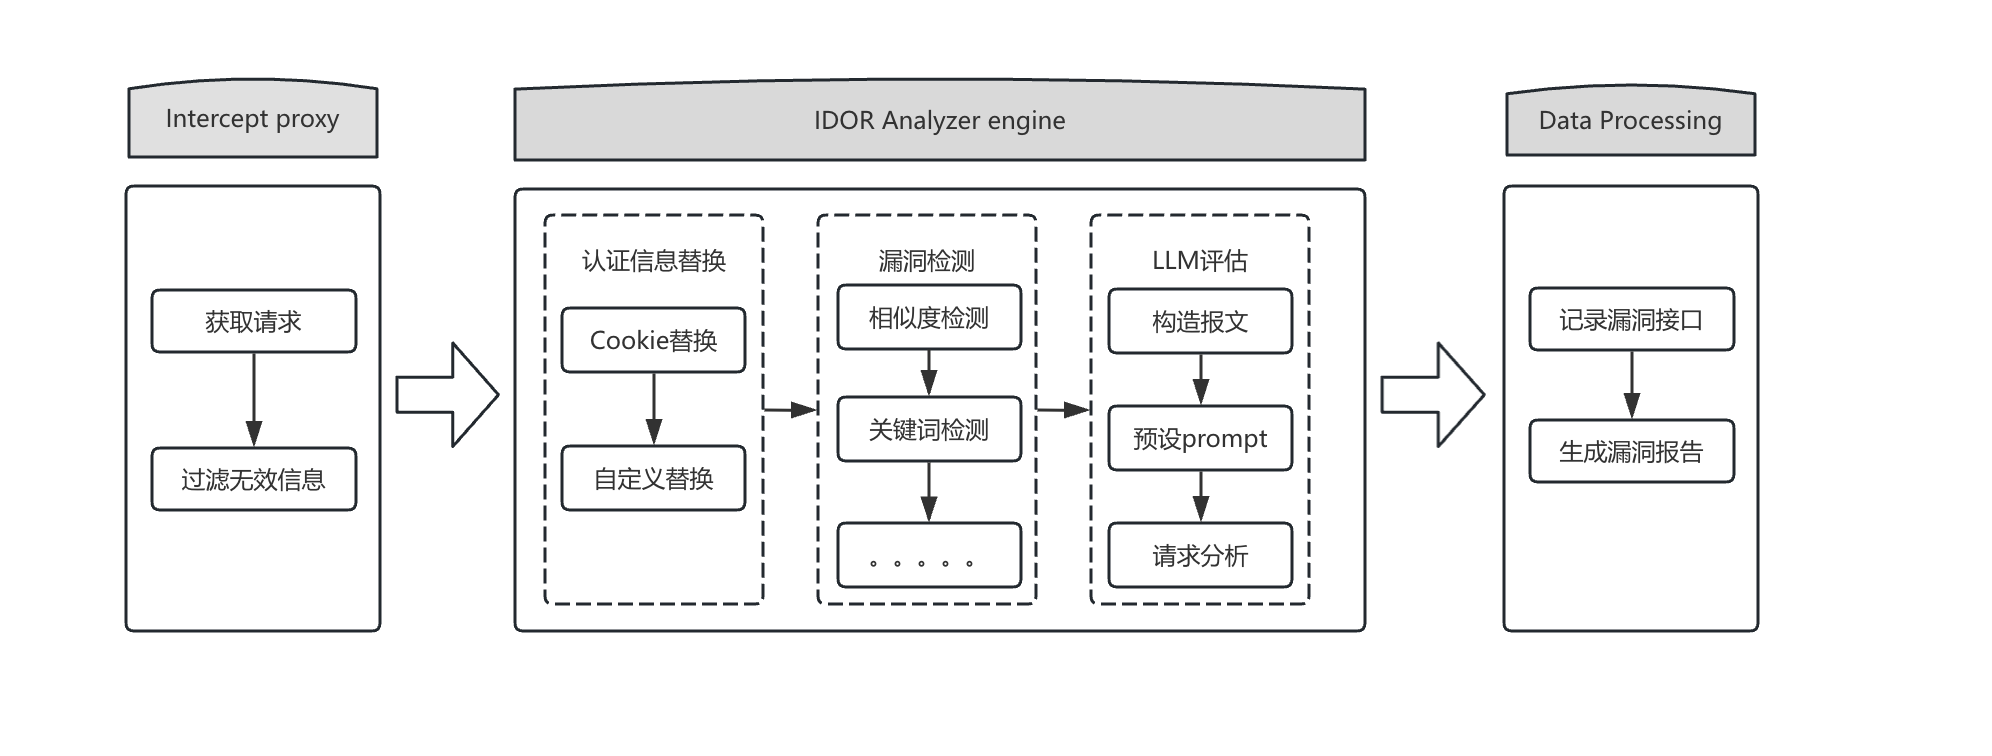 Intercept proxy
获取请求
过滤无效信息
IDOR Analyzer engine
认证信息替换
Cookie替换
自定义替换
漏洞检测
相似度检测
关键词检测
。。。。。
LLM评估
构造报文
预设prompt
请求分析
Data Processing
记录漏洞接口
生成漏洞报告